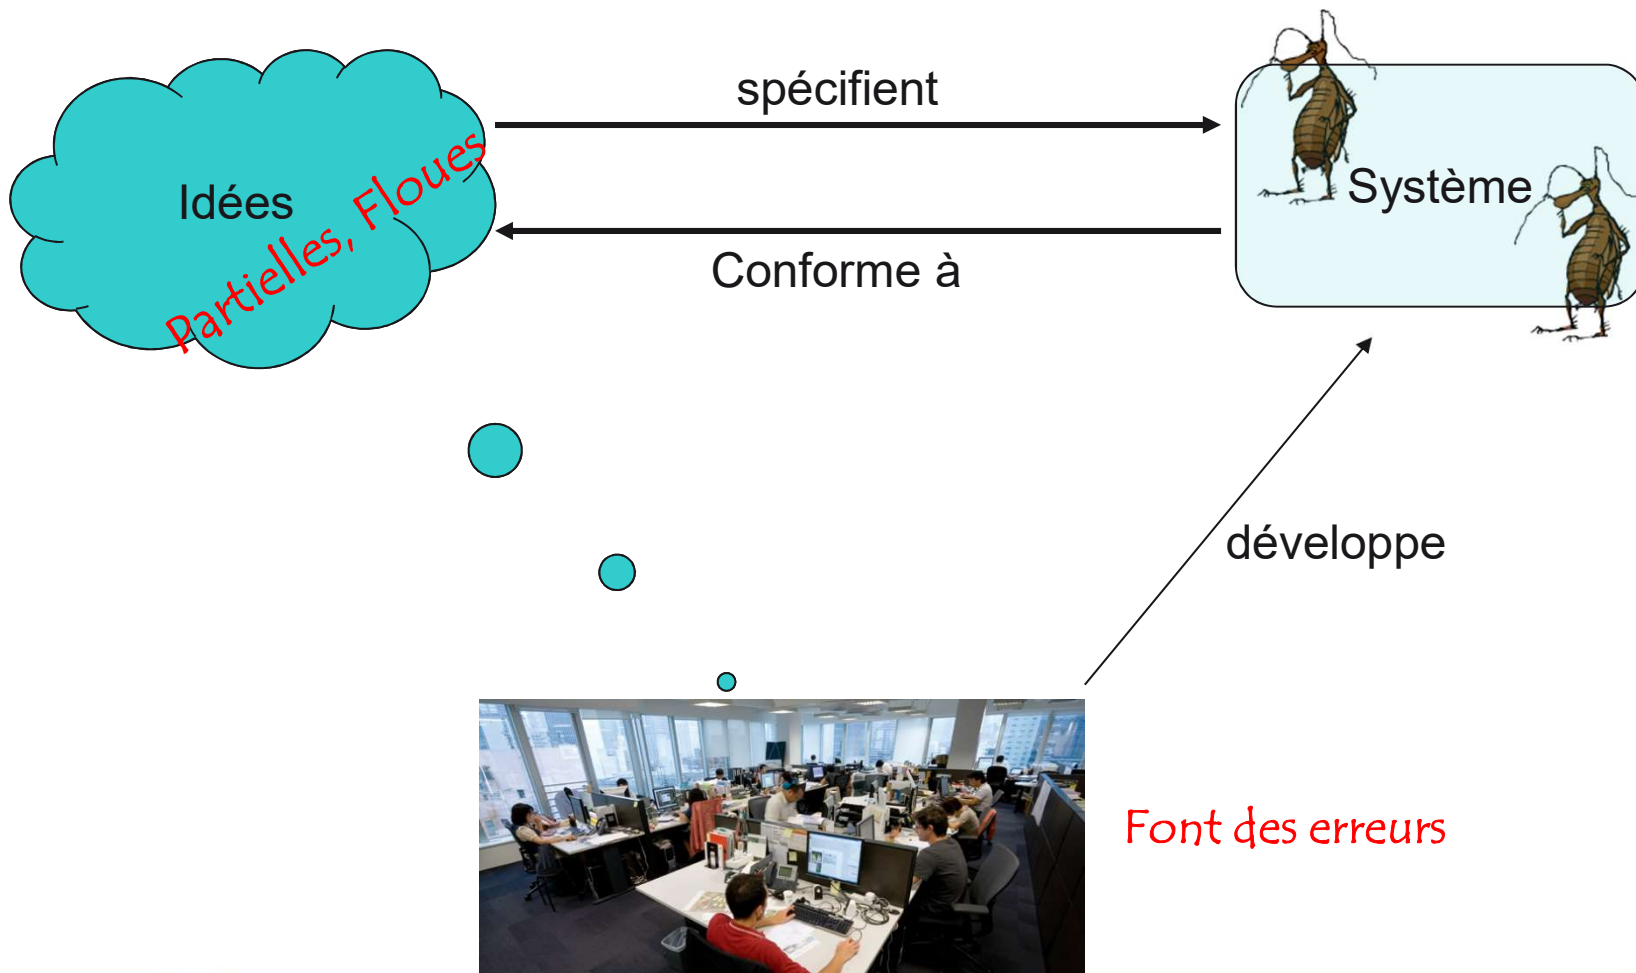 spécifient
Idées
Partielles, Floues
Système
Conforme à
développe
Font des erreurs